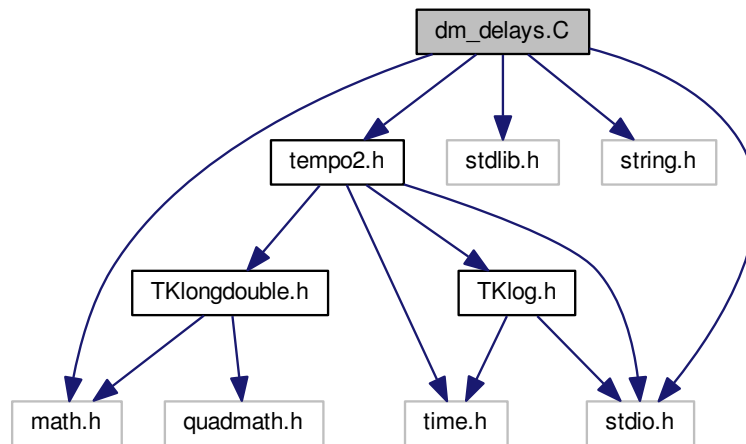 dm_delays.C
tempo2.h
stdlib.h
string.h
TKlongdouble.h
TKlog.h
math.h
quadmath.h
time.h
stdio.h